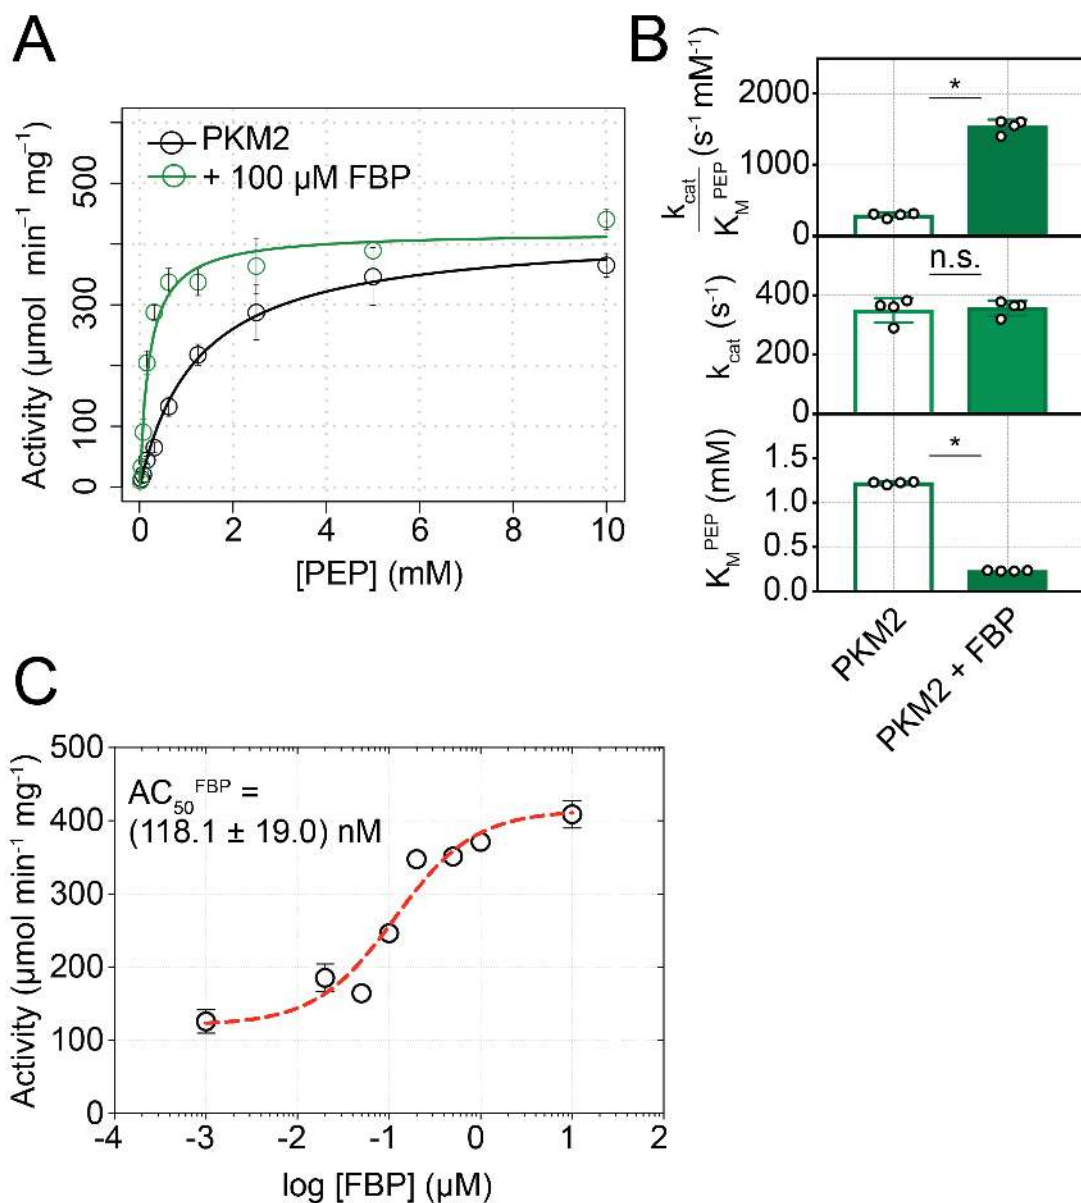 A
Activity (µmol min⁻¹ mg⁻¹)
500
300
100
0
PKM2
+ 100 µM FBP
0 2 4 6 8 10
[PEP] (mM)
B
k_cat
K_M^PEP
(s⁻¹ mM⁻¹)
2000
1000
0
*
k_cat (s⁻¹)
400
200
0
n.s.
K_M^PEP (mM)
1.5
1.0
0.5
0.0
*
PKM2
PKM2 + FBP
C
Activity (µmol min⁻¹ mg⁻¹)
500
400
300
200
100
0
AC₅₀^FBP =
(118.1 ± 19.0) nM
-4 -3 -2 -1 0 1 2
log [FBP] (µM)